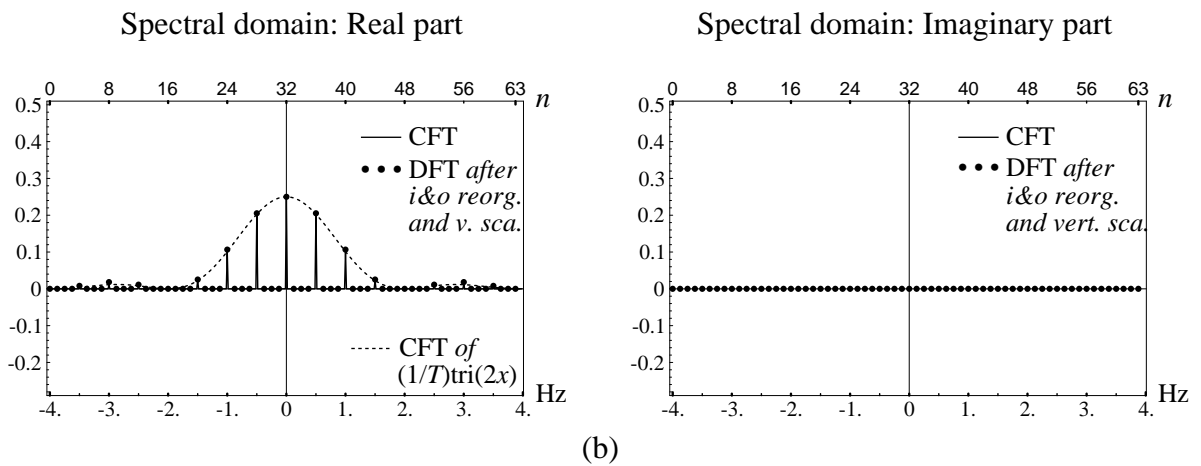 Spectral domain: Real part
0 8 16 24 32 40 48 56 63 n
0.5
0.4
0.3
0.2
0.1
0
-0.1
-0.2
CFT
DFT after
i&o reorg.
and v. sca.
CFT of
(1/T)tri(2x)
-4. -3. -2. -1. 0 1. 2. 3. 4. Hz
Spectral domain: Imaginary part
0 8 16 24 32 40 48 56 63 n
0.5
0.4
0.3
0.2
0.1
0
-0.1
-0.2
CFT
DFT after
i&o reorg.
and vert. sca.
-4. -3. -2. -1. 0 1. 2. 3. 4. Hz
(b)